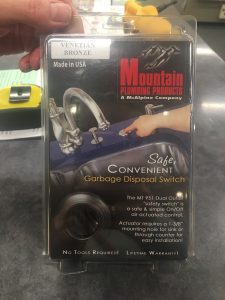 VENETIAN
BRONZE
Made in USA
Mountain
PLUMBING PRODUCTS
A McAlpine Company
Safe,
CONVENIENT
Garbage Disposal Switch
The MT 951 Dual Outlet
"safety switch" is
a safe & simple On/Off
air actuated control.
Actuator requires a 1-3/8"
mounting hole for sink or
through counter for
easy installation!
NO TOOLS REQUIRED! LIFETIME WARRANTY!